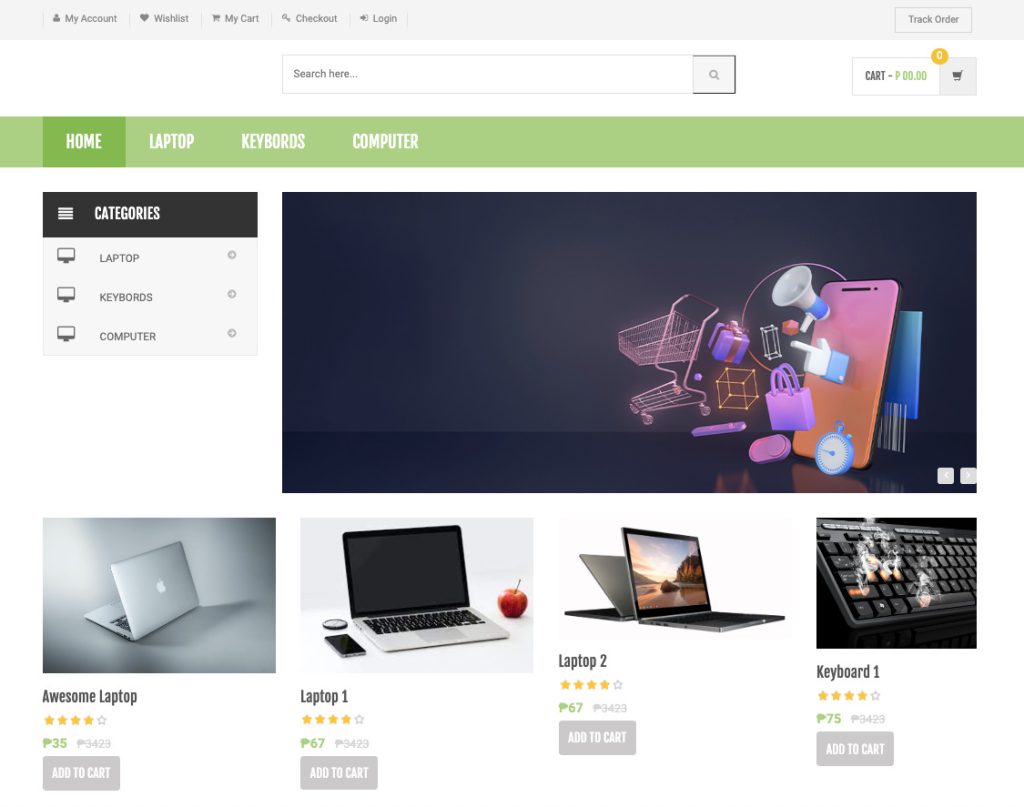 My Account Wishlist My Cart Checkout Login Track Order
Search here...
0
CART - P 00.00
HOME LAPTOP KEYBORDS COMPUTER
CATEGORIES
LAPTOP
KEYBORDS
COMPUTER
Awesome Laptop
₱35 ₱3423
ADD TO CART
Laptop 1
₱67 ₱3423
ADD TO CART
Laptop 2
₱67 ₱3423
ADD TO CART
Keyboard 1
₱75 ₱3423
ADD TO CART